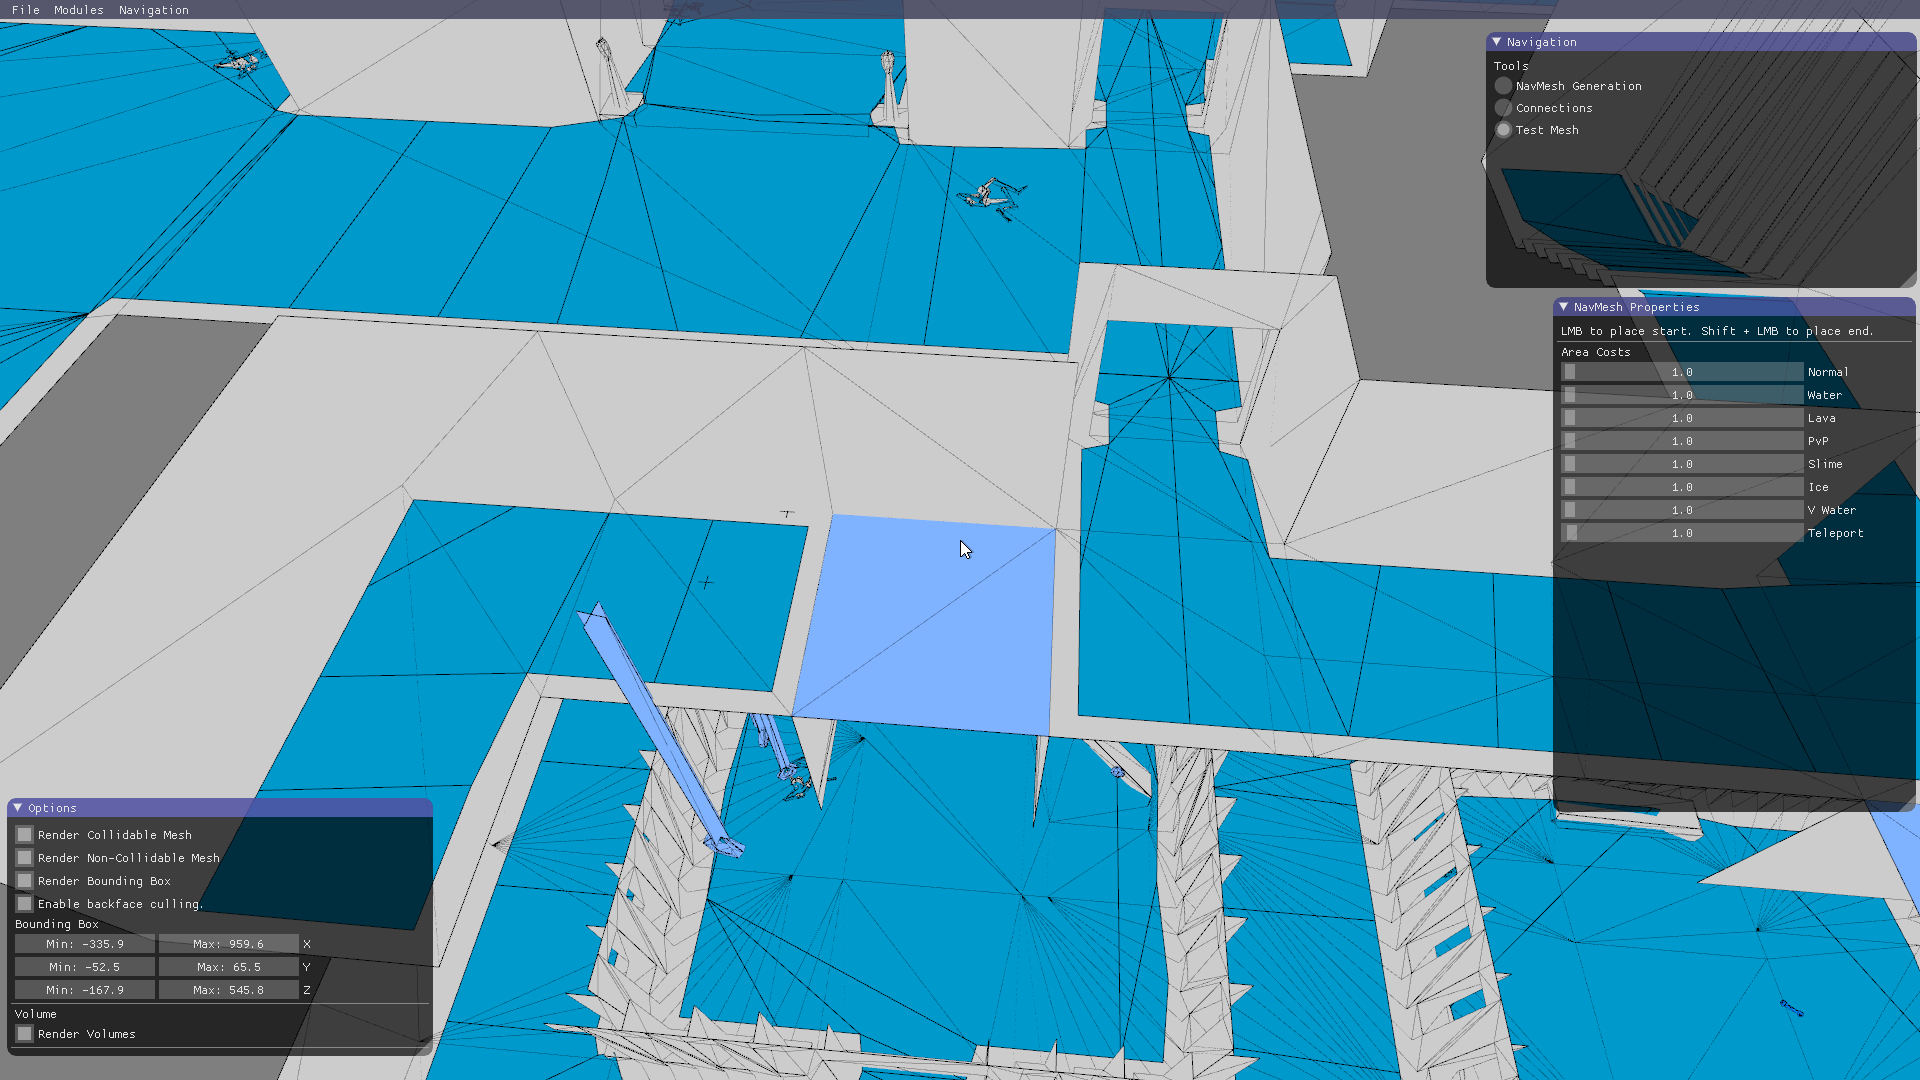 File Modules Navigation
Navigation
Tools
NavMesh Generation
Connections
Test Mesh
NavMesh Properties
LMB to place start. Shift + LMB to place end.
Area Costs
1.0 Normal
1.0 Water
1.0 Lava
1.0 PvP
1.0 Slime
1.0 Ice
1.0 V Water
1.0 Teleport
Options
Render Collidable Mesh
Render Non-Collidable Mesh
Render Bounding Box
Enable backface culling.
Bounding Box
Min: -335.9 Max: 959.6 X
Min: -52.5 Max: 65.5 Y
Min: -167.9 Max: 545.8 Z
Volume
Render Volumes